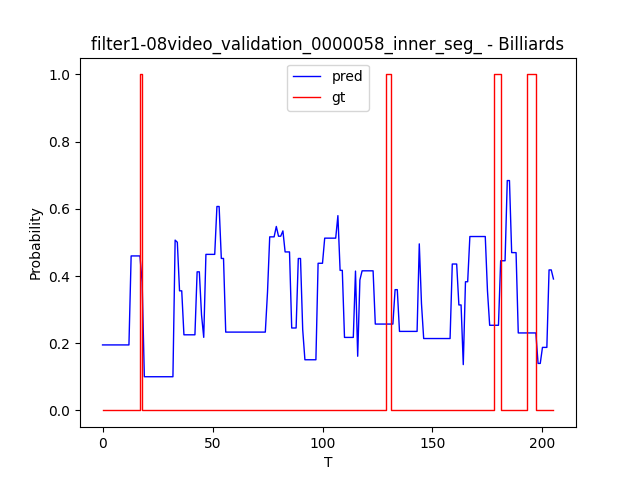 filter1-08video_validation_0000058_inner_seg_ - Billiards
pred
gt
1.0
0.8
0.6
0.4
0.2
0.0
Probability
0
50
100
150
200
T